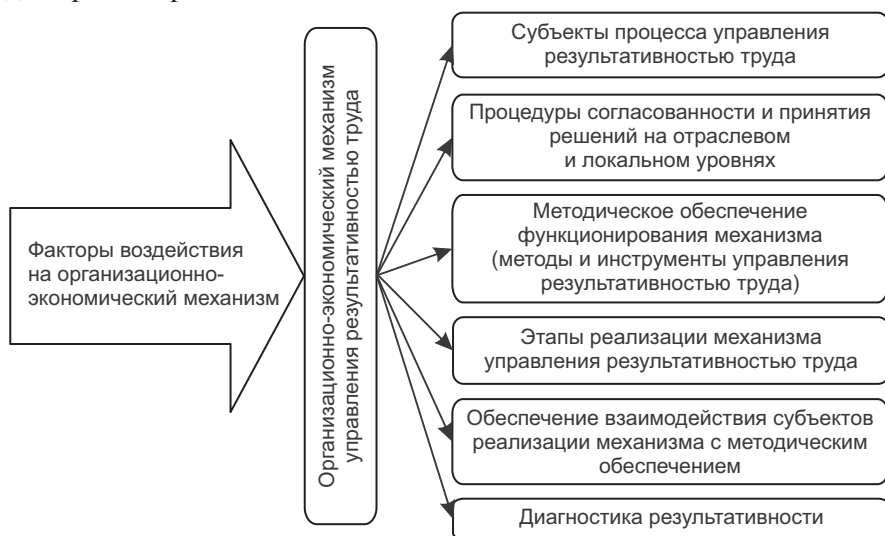 Факторы воздействия
на организационно-
экономический механизм
Организационно-экономический механизм
управления результативностью труда
Субъекты процесса управления
результативностью труда
Процедуры согласованности и принятия
решений на отраслевом
и локальном уровнях
Методическое обеспечение
функционирования механизма
(методы и инструменты управления
результативностью труда)
Этапы реализации механизма
управления результативностью труда
Обеспечение взаимодействия субъектов
реализации механизма с методическим
обеспечением
Диагностика результативности